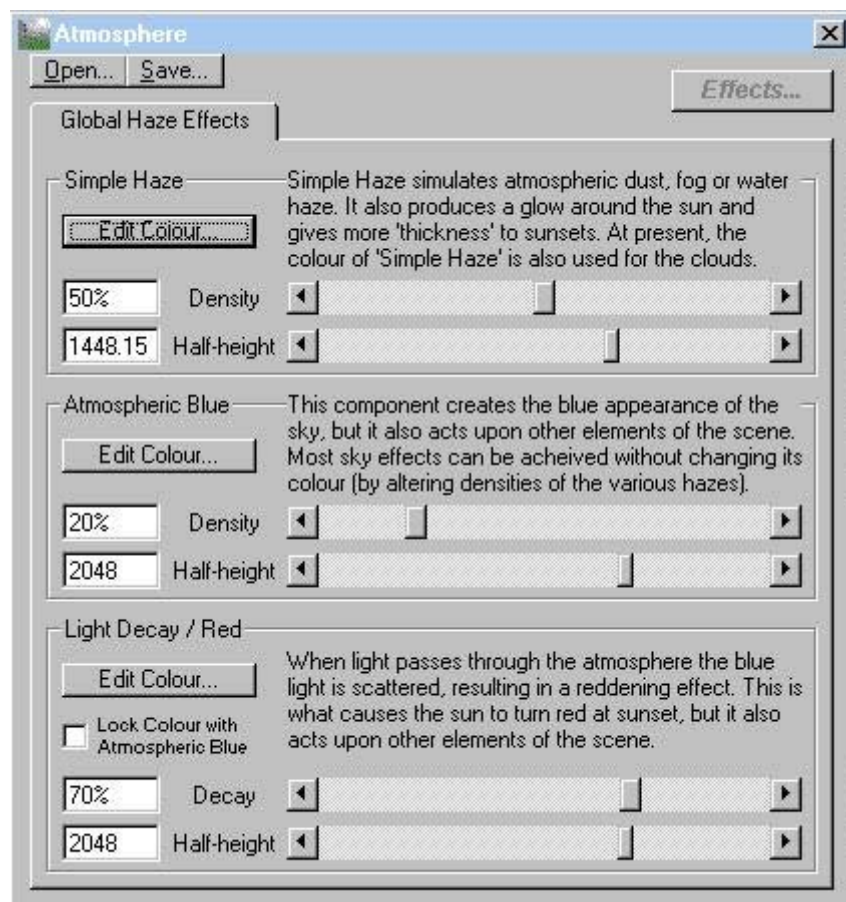 Atmosphere
Open... Save...
Effects...
Global Haze Effects
Simple Haze
Simple Haze simulates atmospheric dust, fog or water
haze. It also produces a glow around the sun and
gives more 'thickness' to sunsets. At present, the
colour of 'Simple Haze' is also used for the clouds.
Edit Colour...
50% Density
1448.15 Half-height
Atmospheric Blue
This component creates the blue appearance of the
sky, but it also acts upon other elements of the scene.
Most sky effects can be acheived without changing its
colour (by altering densities of the various hazes).
Edit Colour...
20% Density
2048 Half-height
Light Decay / Red
When light passes through the atmosphere the blue
light is scattered, resulting in a reddening effect. This is
what causes the sun to turn red at sunset, but it also
acts upon other elements of the scene.
Edit Colour...
Lock Colour with
Atmospheric Blue
70% Decay
2048 Half-height